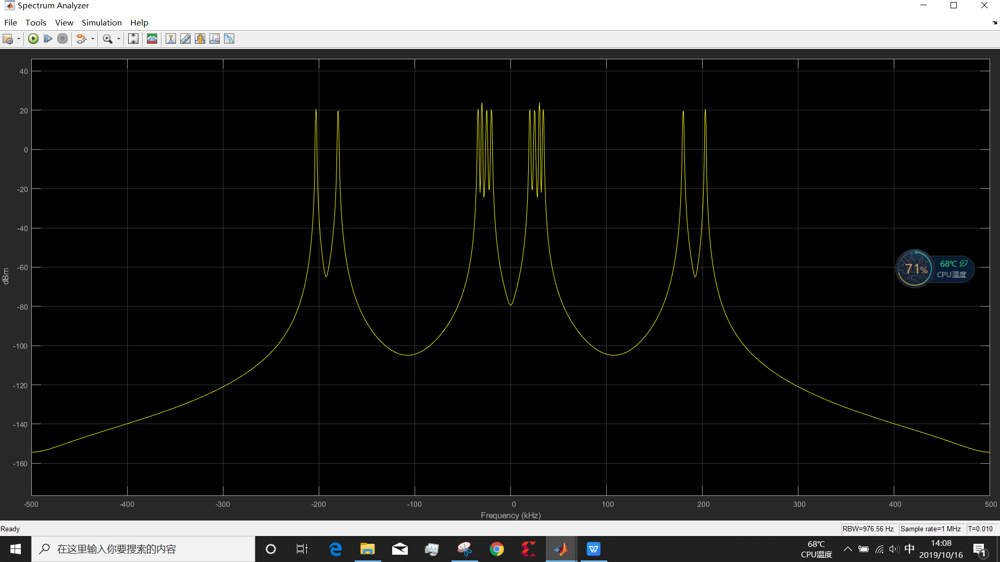 Spectrum Analyzer
File Tools View Simulation Help
40
20
0
-20
-40
-60
-80
-100
-120
-140
-160
dBm
-500 -400 -300 -200 -100 0 100 200 300 400 500
Frequency (kHz)
71%
68℃
CPU温度
Ready
RBW=976.56 Hz Sample rate=1 MHz T=0.010
在这里输入你要搜索的内容
68℃
CPU温度
中
14:08
2019/10/16
1